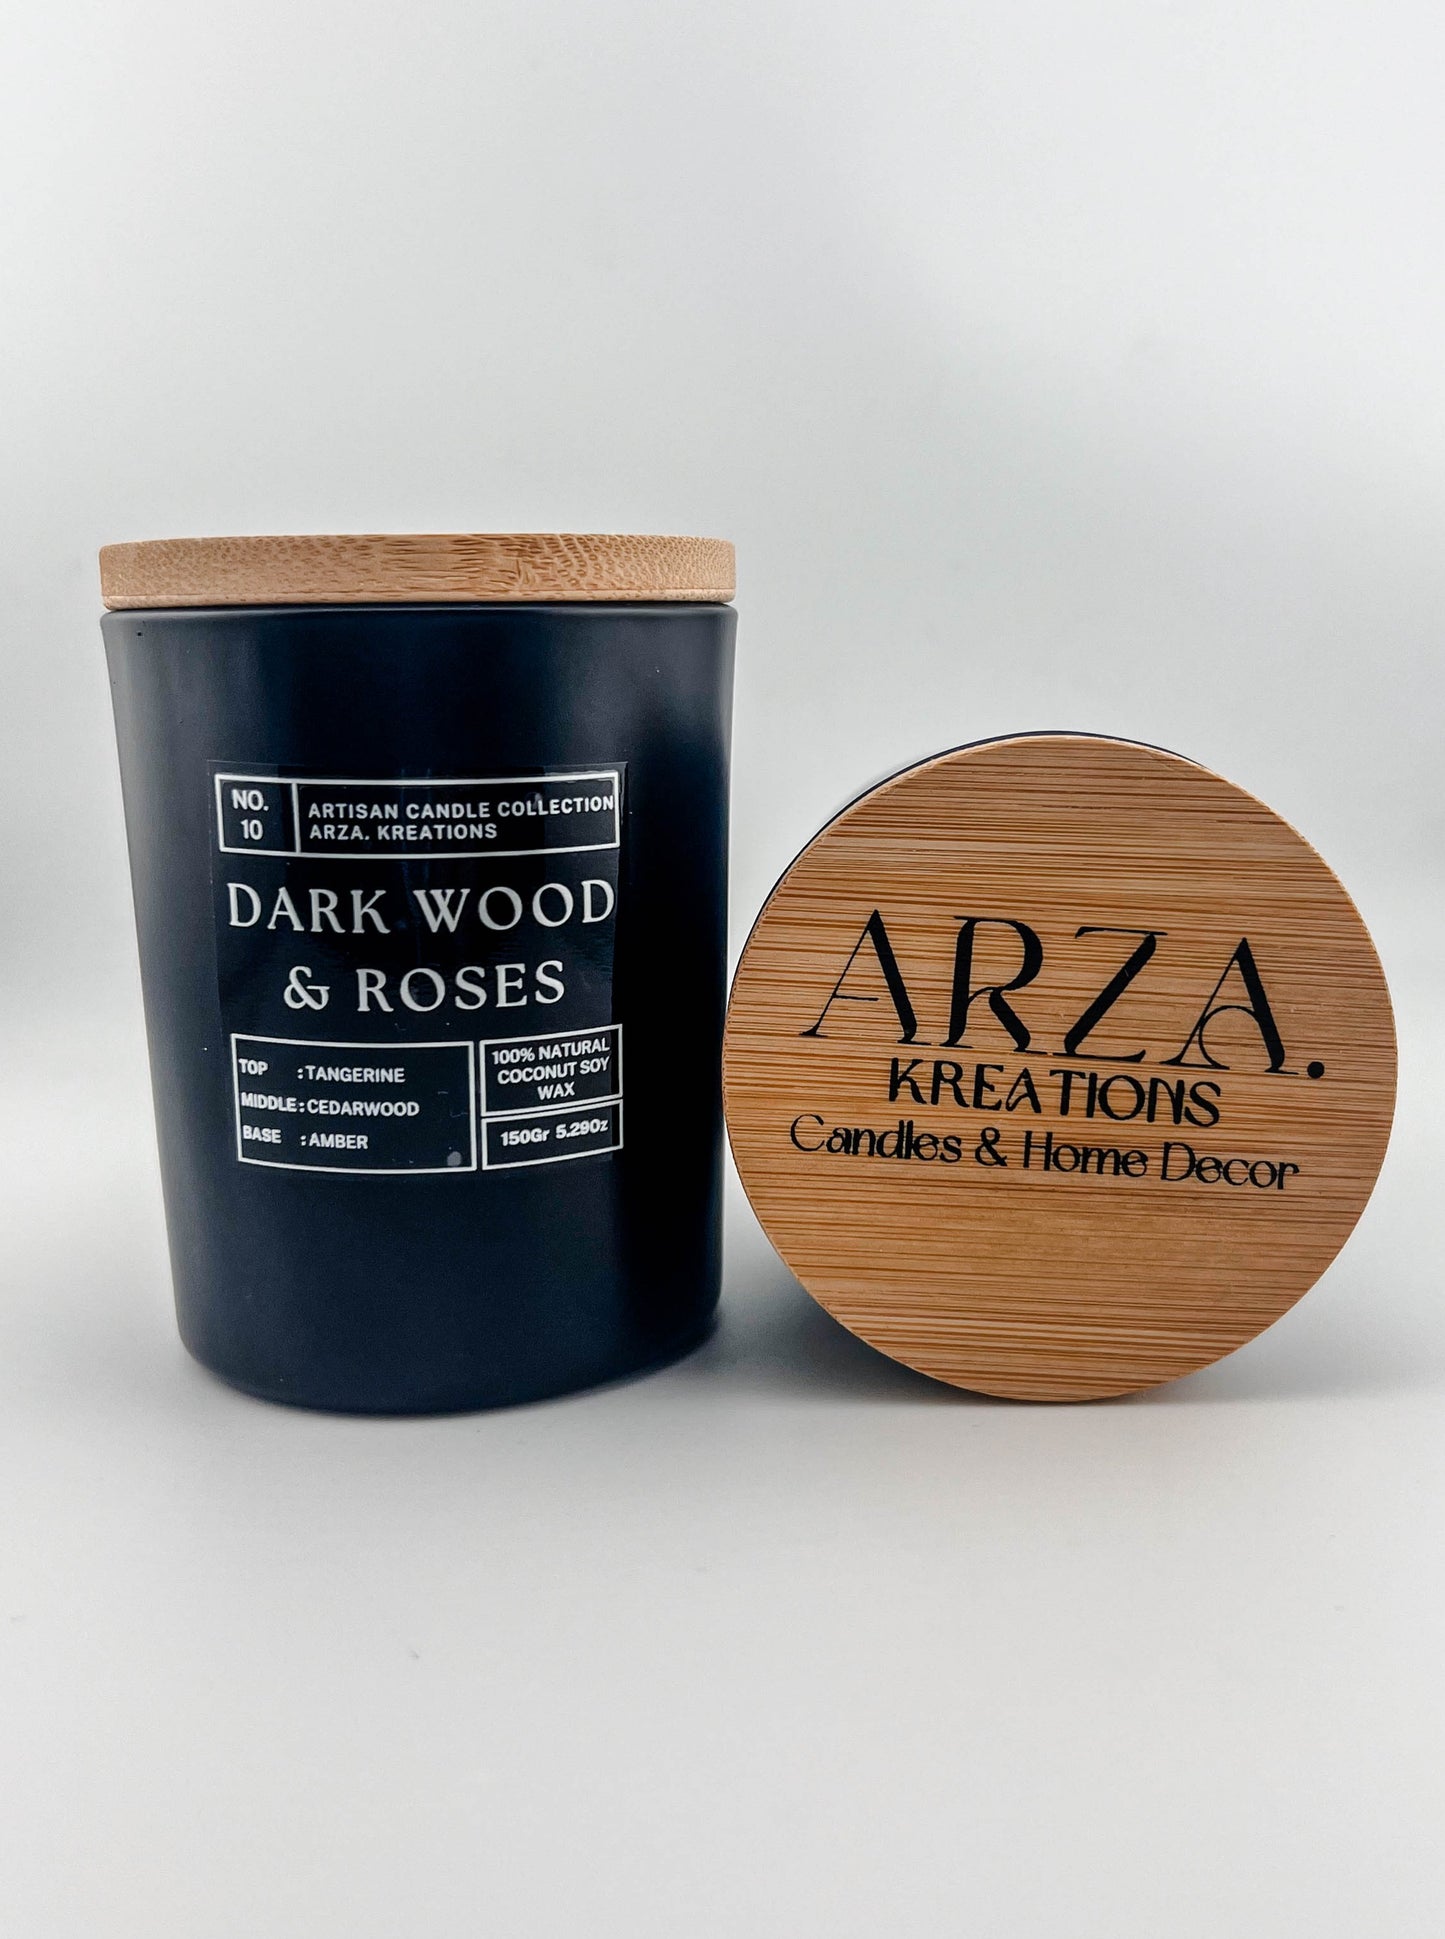 NO.
10
ARTISAN CANDLE COLLECTION
ARZA. KREATIONS
DARK WOOD
& ROSES
TOP :TANGERINE
MIDDLE:CEDARWOOD
BASE :AMBER
100% NATURAL
COCONUT SOY
WAX
150Gr 5.29Oz
ARZA.
KREATIONS
Candles & Home Decor